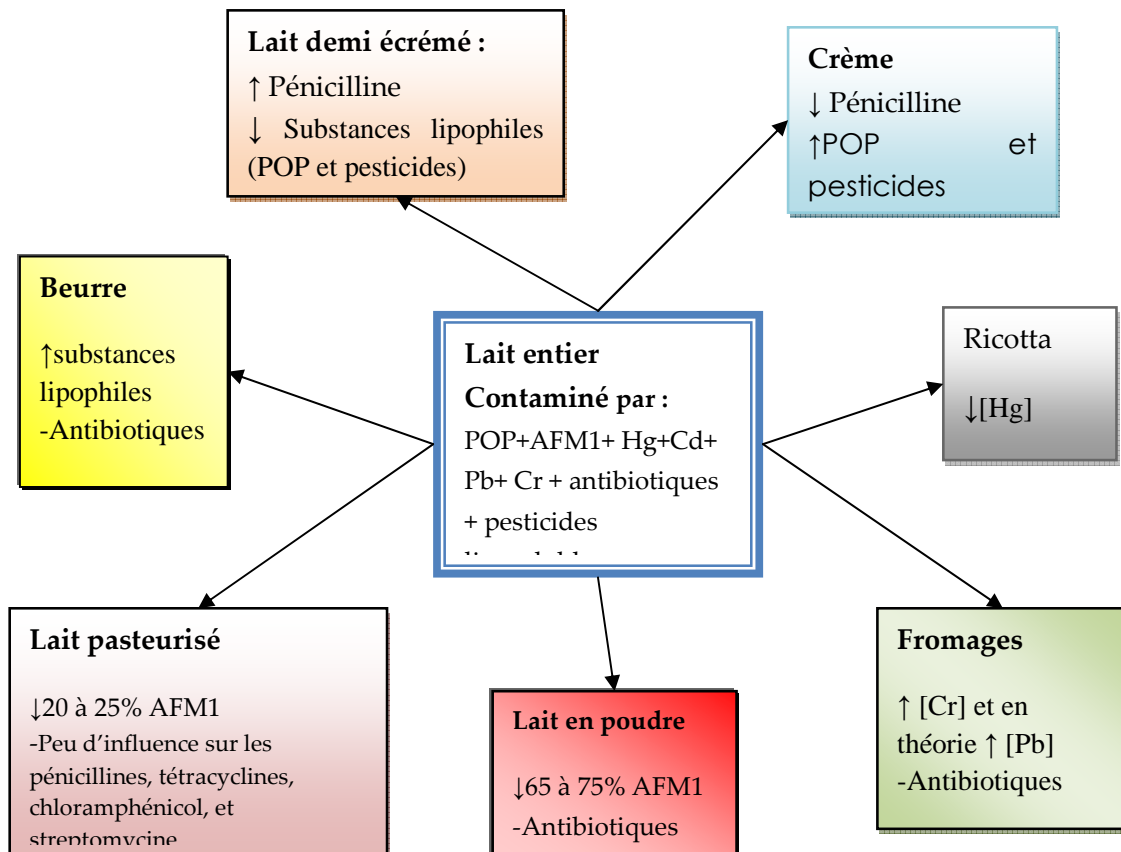 Lait demi écrémé :
↑ Pénicilline
↓ Substances lipophiles
(POP et pesticides)
Crème
↓ Pénicilline
↑POP et
pesticides
Beurre
↑substances
lipophiles
-Antibiotiques
Lait entier
Contaminé par :
POP+AFM1+ Hg+Cd+
Pb+ Cr + antibiotiques
+ pesticides
Ricotta
↓[Hg]
Lait pasteurisé
↓20 à 25% AFM1
-Peu d’influence sur les
pénicillines, tétracyclines,
chloramphénicol, et
streptomycine
Lait en poudre
↓65 à 75% AFM1
-Antibiotiques
Fromages
↑ [Cr] et en
théorie ↑ [Pb]
-Antibiotiques